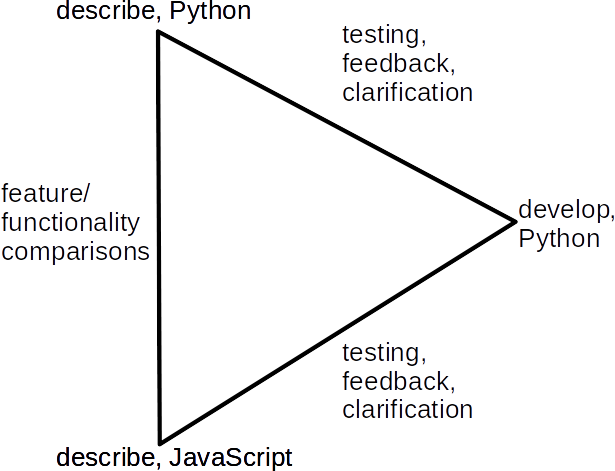 describe, Python
testing,
feedback,
clarification
feature/
functionality
comparisons
develop,
Python
testing,
feedback,
clarification
describe, JavaScript